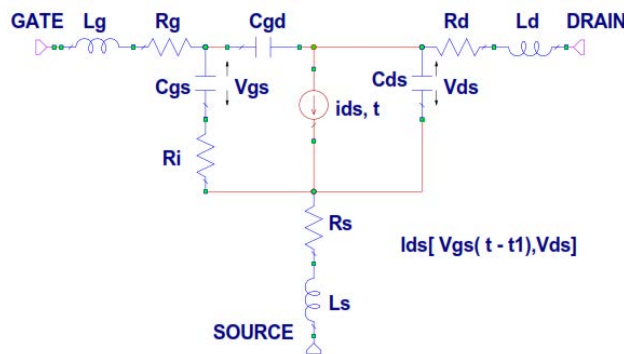 GATE Lg Rg Cgd Rd Ld DRAIN
Cgs Vgs Cds Vds
ids, t
Ri
Rs
Ids[ Vgs( t - t1),Vds]
Ls
SOURCE